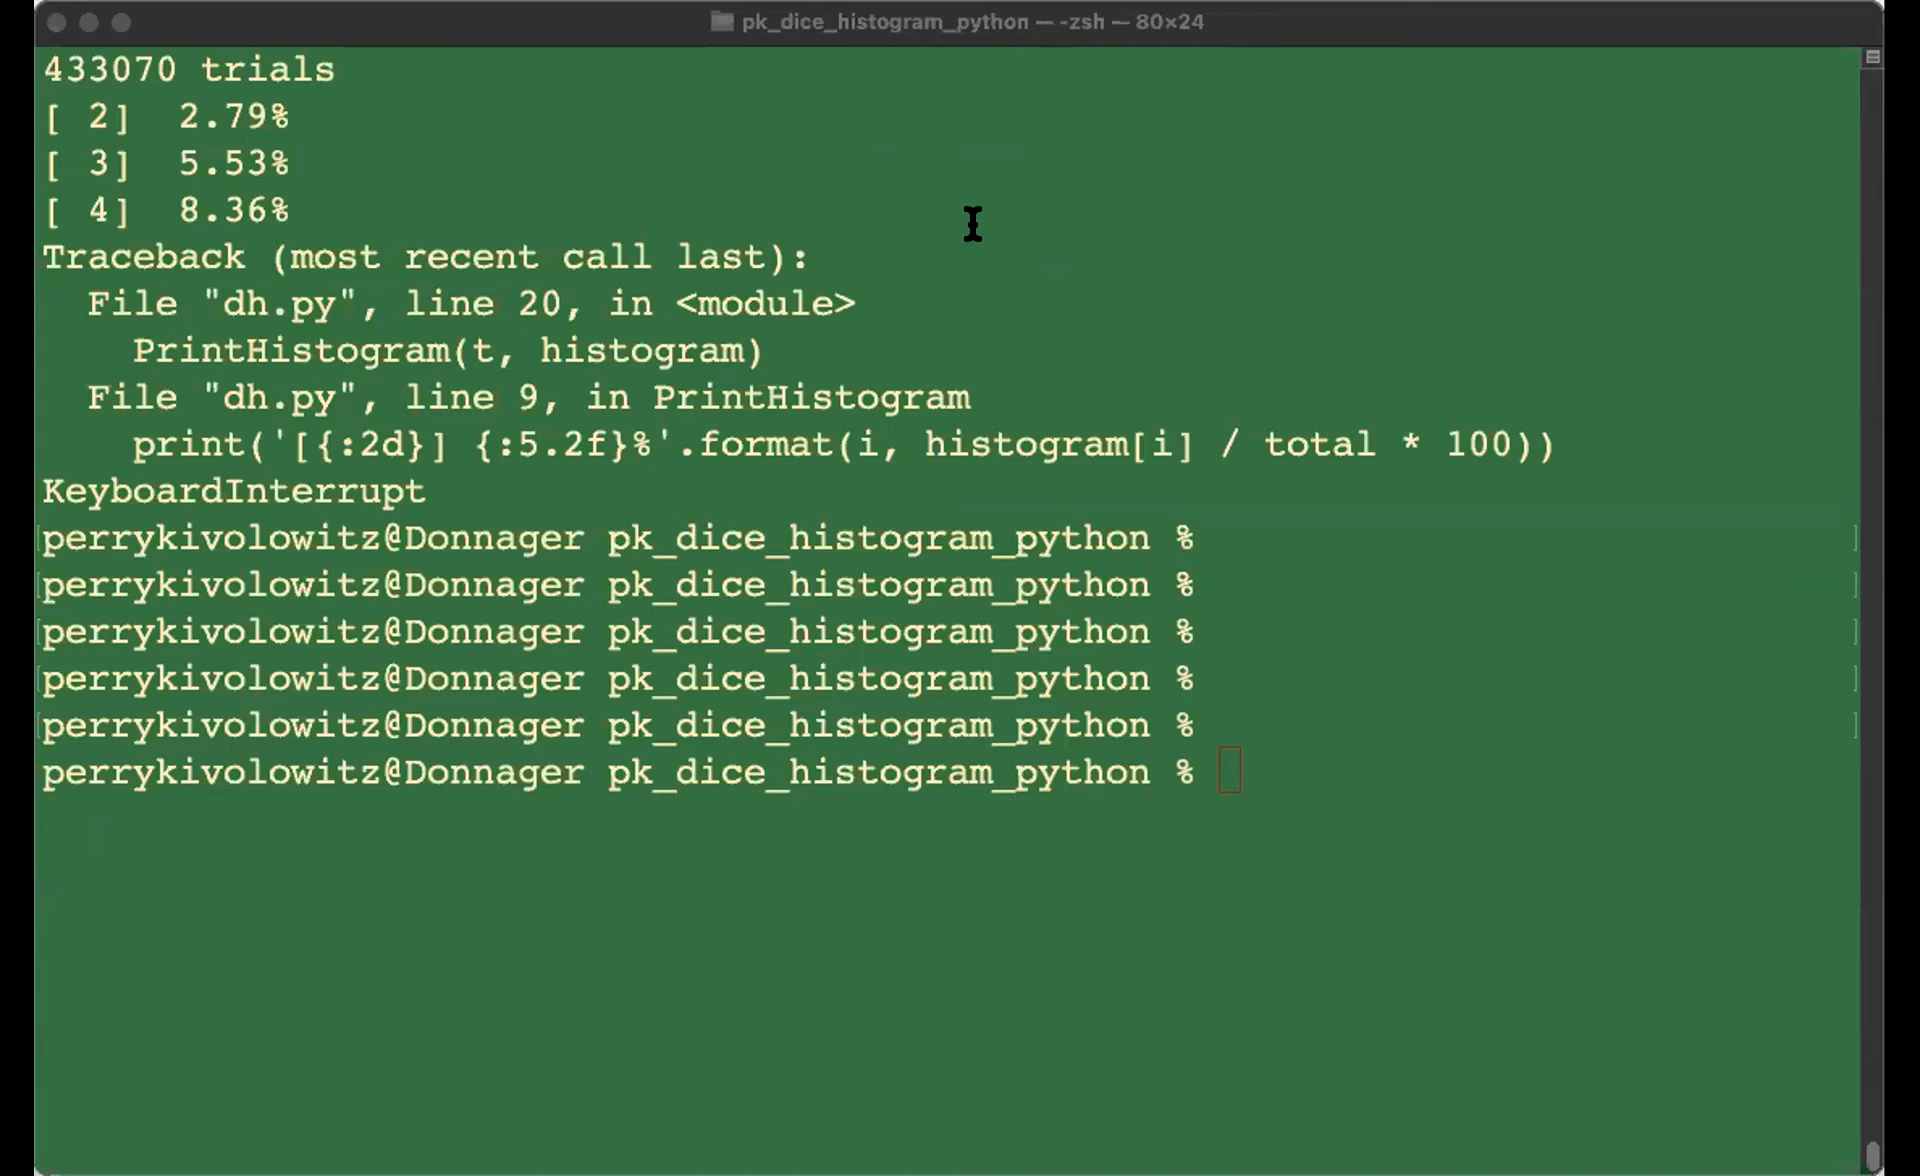 pk_dice_histogram_python — -zsh — 80×24
433070 trials
[ 2]  2.79%
[ 3]  5.53%
[ 4]  8.36%
Traceback (most recent call last):
  File "dh.py", line 20, in <module>
    PrintHistogram(t, histogram)
  File "dh.py", line 9, in PrintHistogram
    print('[{:2d}] {:5.2f}%'.format(i, histogram[i] / total * 100))
KeyboardInterrupt
perrykivolowitz@Donnager pk_dice_histogram_python %
perrykivolowitz@Donnager pk_dice_histogram_python %
perrykivolowitz@Donnager pk_dice_histogram_python %
perrykivolowitz@Donnager pk_dice_histogram_python %
perrykivolowitz@Donnager pk_dice_histogram_python %
perrykivolowitz@Donnager pk_dice_histogram_python %